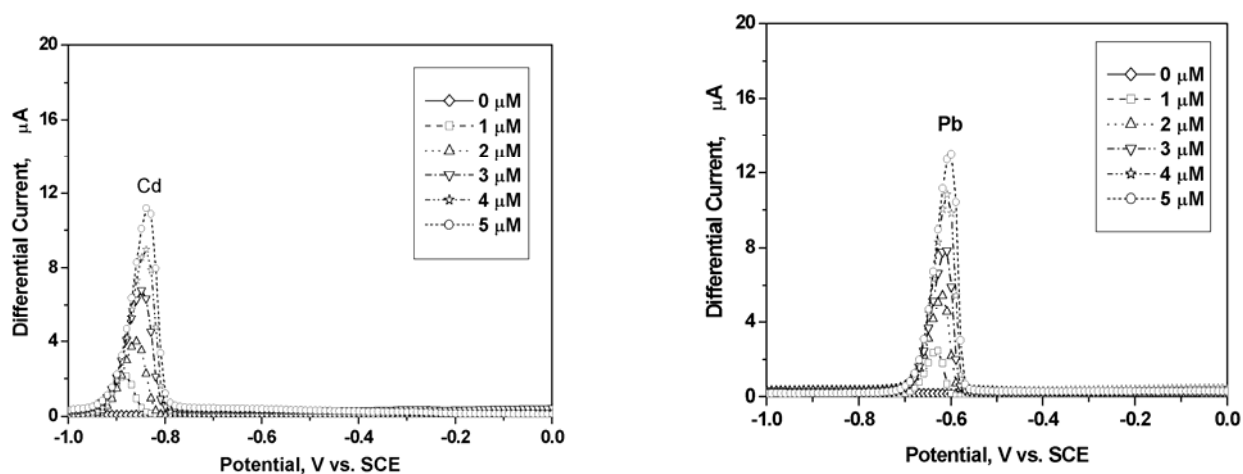 20
16
12
8
4
0
Differential Current, μA
Cd
0 μM
1 μM
2 μM
3 μM
4 μM
5 μM
-1.0
-0.8
-0.6
-0.4
-0.2
0.0
Potential, V vs. SCE
20
16
12
8
4
0
Differential Current, μA
Pb
0 μM
1 μM
2 μM
3 μM
4 μM
5 μM
-1.0
-0.8
-0.6
-0.4
-0.2
-0.0
Potential, V vs. SCE